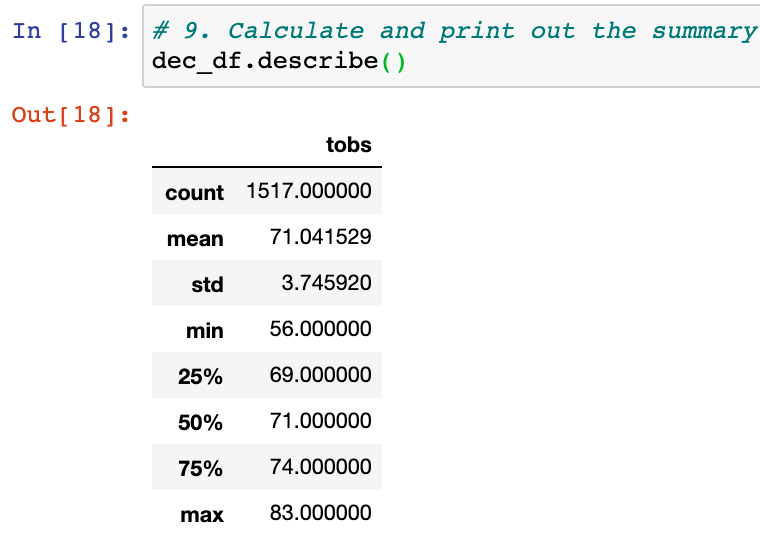 In [18]: # 9. Calculate and print out the summary
dec_df.describe()
Out[18]:
tobs
count 1517.000000
mean 71.041529
std 3.745920
min 56.000000
25% 69.000000
50% 71.000000
75% 74.000000
max 83.000000